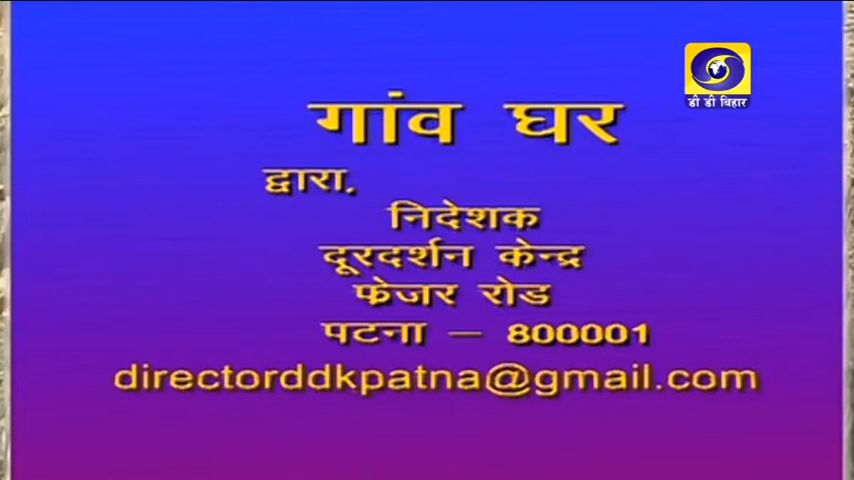 डी डी बिहार
गांव घर
द्वारा,
निदेशक
दूरदर्शन केन्द्र
फेजर रोड
पटना – 800001
directorddkpatna@gmail.com